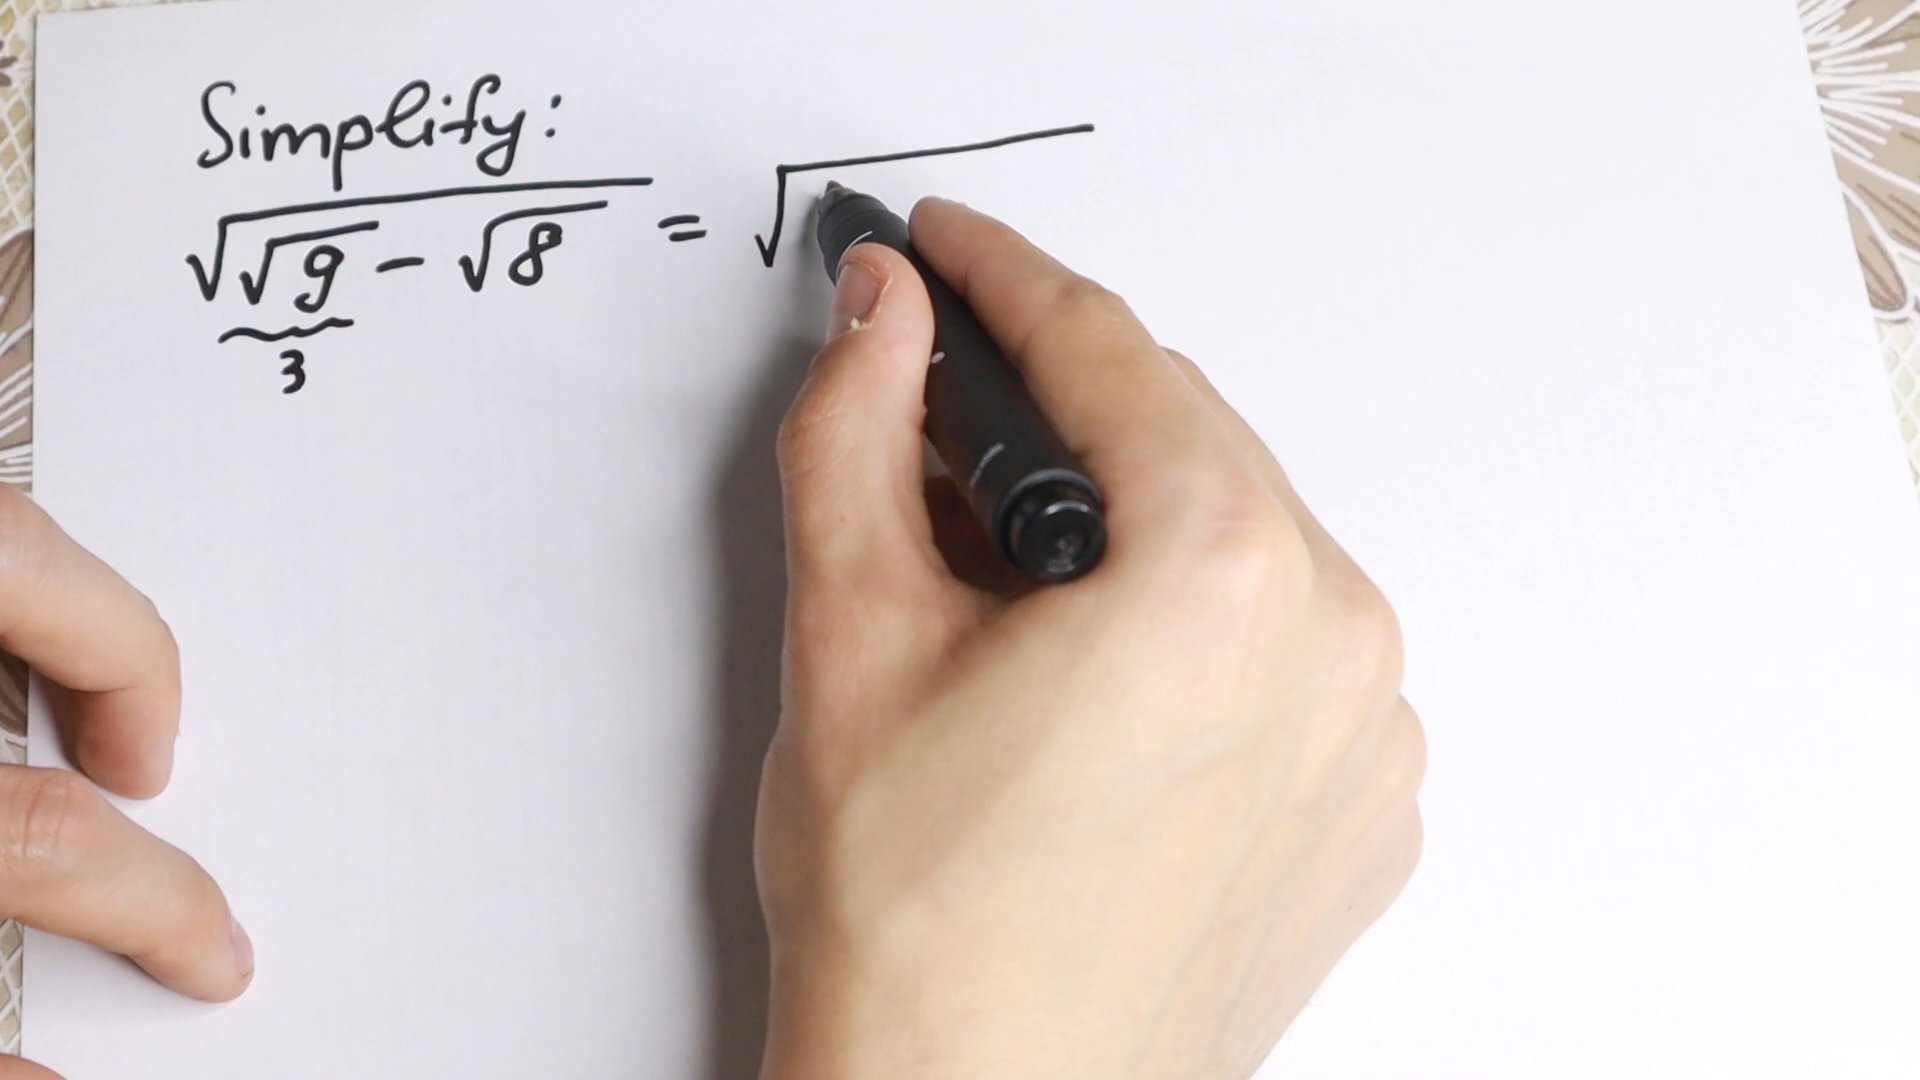 Simplify:
√(√9 - √8) = √
3